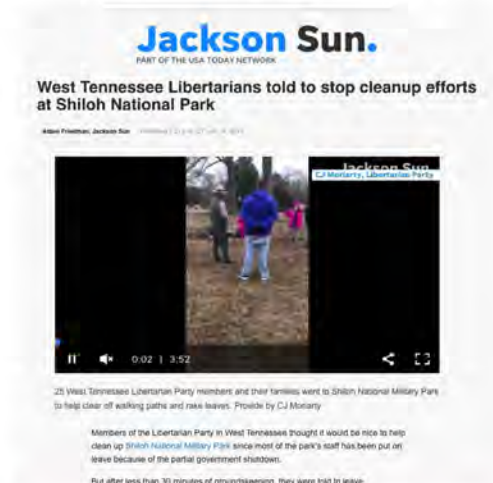 Jackson Sun.
PART OF THE USA TODAY NETWORK
West Tennessee Libertarians told to stop cleanup efforts
at Shiloh National Park
Adam Friedman, Jackson Sun
Jackson Sun
CJ Moriarty, Libertarian Party
0:02 | 3:52
25 West Tennessee Libertarian Party members and their families went to Shiloh National Military Park
to help clear off walking paths and rake leaves. Provide by CJ Moriarty
Members of the Libertarian Party in West Tennessee thought it would be nice to help
clean up Shiloh National Military Park since most of the park's staff has been put on
leave because of the partial government shutdown.
But after less than 30 minutes of groundskeeping, they were told to leave.